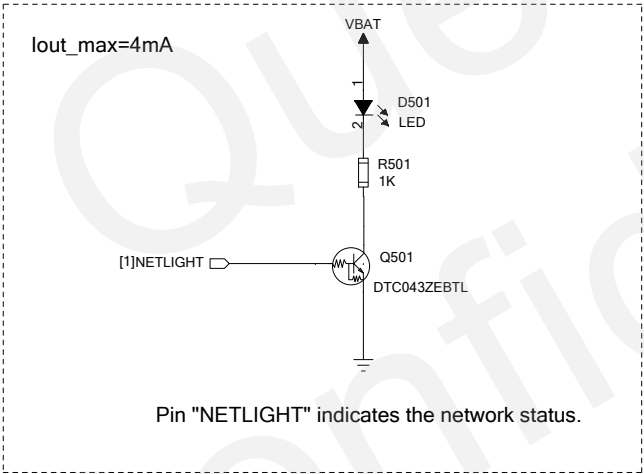 Iout_max=4mA
VBAT
1
D501
2
LED
R501
1K
[1]NETLIGHT
Q501
DTC043ZEBTL
Pin "NETLIGHT" indicates the network status.